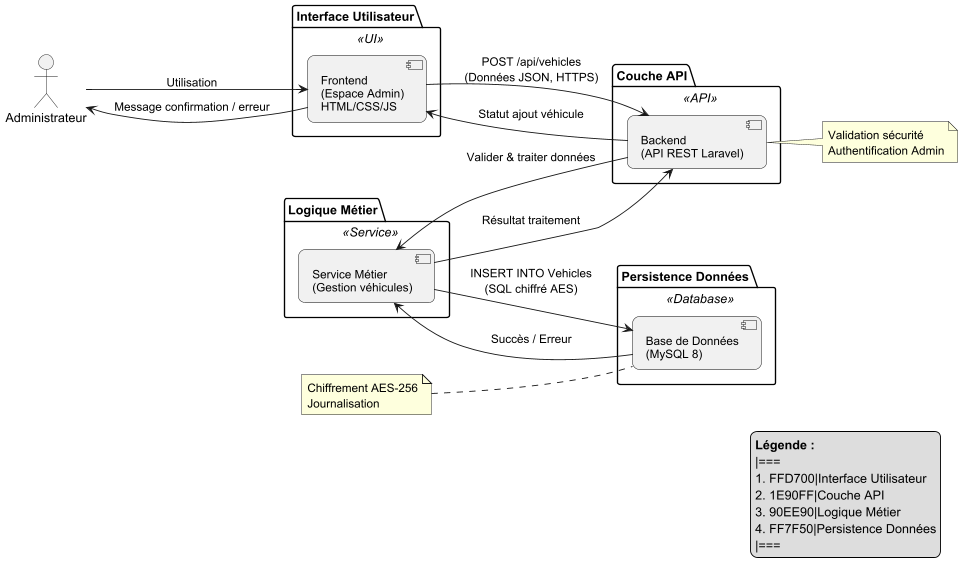 Interface Utilisateur
«UI»
Frontend
(Espace Admin)
HTML/CSS/JS
Administrateur
Utilisation
Message confirmation / erreur
POST /api/vehicles
(Données JSON, HTTPS)
Statut ajout véhicule
Couche API
«API»
Backend
(API REST Laravel)
Validation sécurité
Authentification Admin
Valider & traiter données
Résultat traitement
Logique Métier
«Service»
Service Métier
(Gestion véhicules)
INSERT INTO Vehicles
(SQL chiffré AES)
Succès / Erreur
Persistence Données
«Database»
Base de Données
(MySQL 8)
Chiffrement AES-256
Journalisation
Légende :
|===
1. FFD700|Interface Utilisateur
2. 1E90FF|Couche API
3. 90EE90|Logique Métier
4. FF7F50|Persistence Données
|===